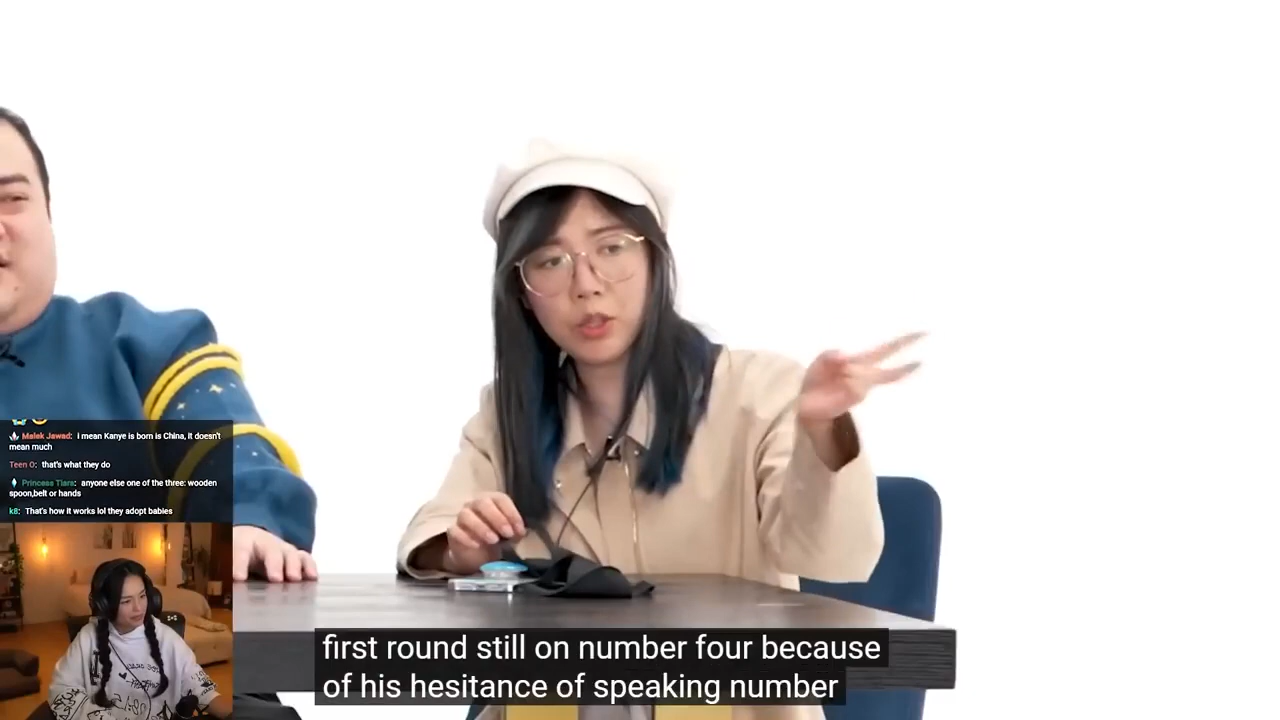 Malek Jawad: i mean Kanye is born is China, it doesn't
mean much
Teen O: that's what they do
Princess Tiara: anyone else one of the three: wooden
spoon,belt or hands
k8: That's how it works lol they adopt babies
first round still on number four because
of his hesitance of speaking number